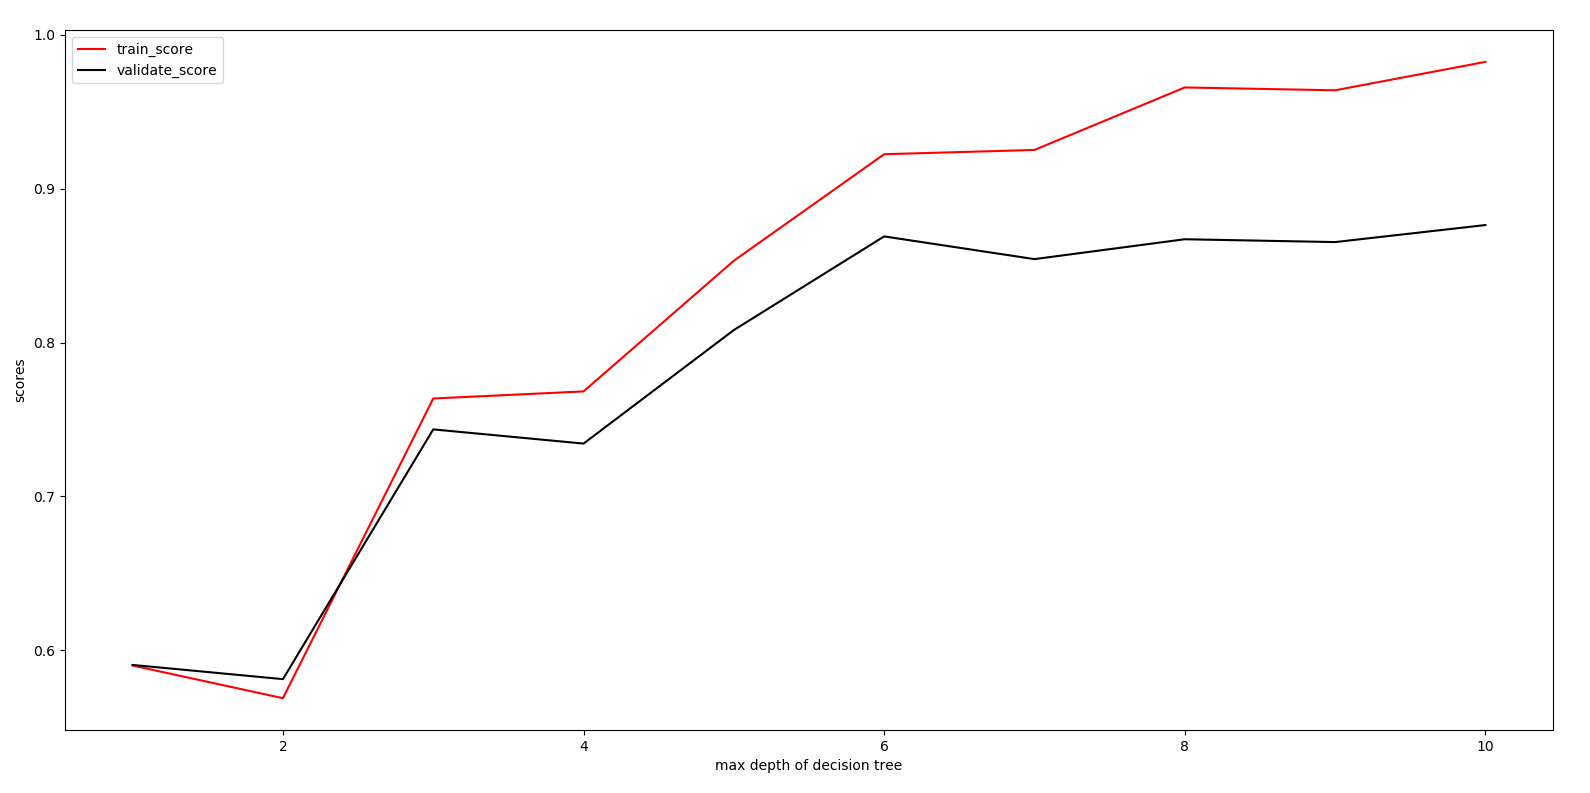 train_score
validate_score
1.0
0.9
0.8
0.7
0.6
scores
2 4 6 8 10
max depth of decision tree